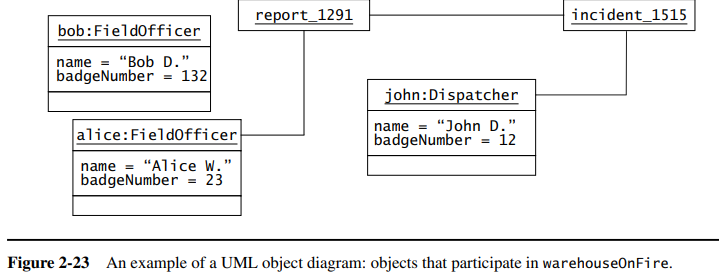 report_1291
incident_1515
bob:FieldOfficer
name = “Bob D.”
badgeNumber = 132
alice:FieldOfficer
name = “Alice W.”
badgeNumber = 23
john:Dispatcher
name = “John D.”
badgeNumber = 12
Figure 2-23 An example of a UML object diagram: objects that participate in warehouseOnFire.